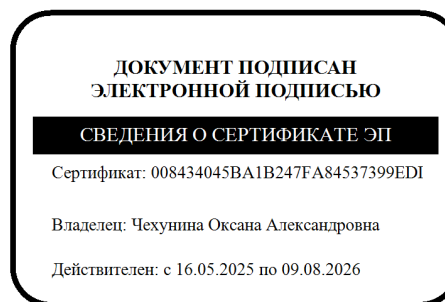 ДОКУМЕНТ ПОДПИСАН
ЭЛЕКТРОННОЙ ПОДПИСЬЮ
СВЕДЕНИЯ О СЕРТИФИКАТЕ ЭП
Сертификат: 008434045BA1B247FA84537399EDI
Владелец: Чехунина Оксана Александровна
Действителен: с 16.05.2025 по 09.08.2026